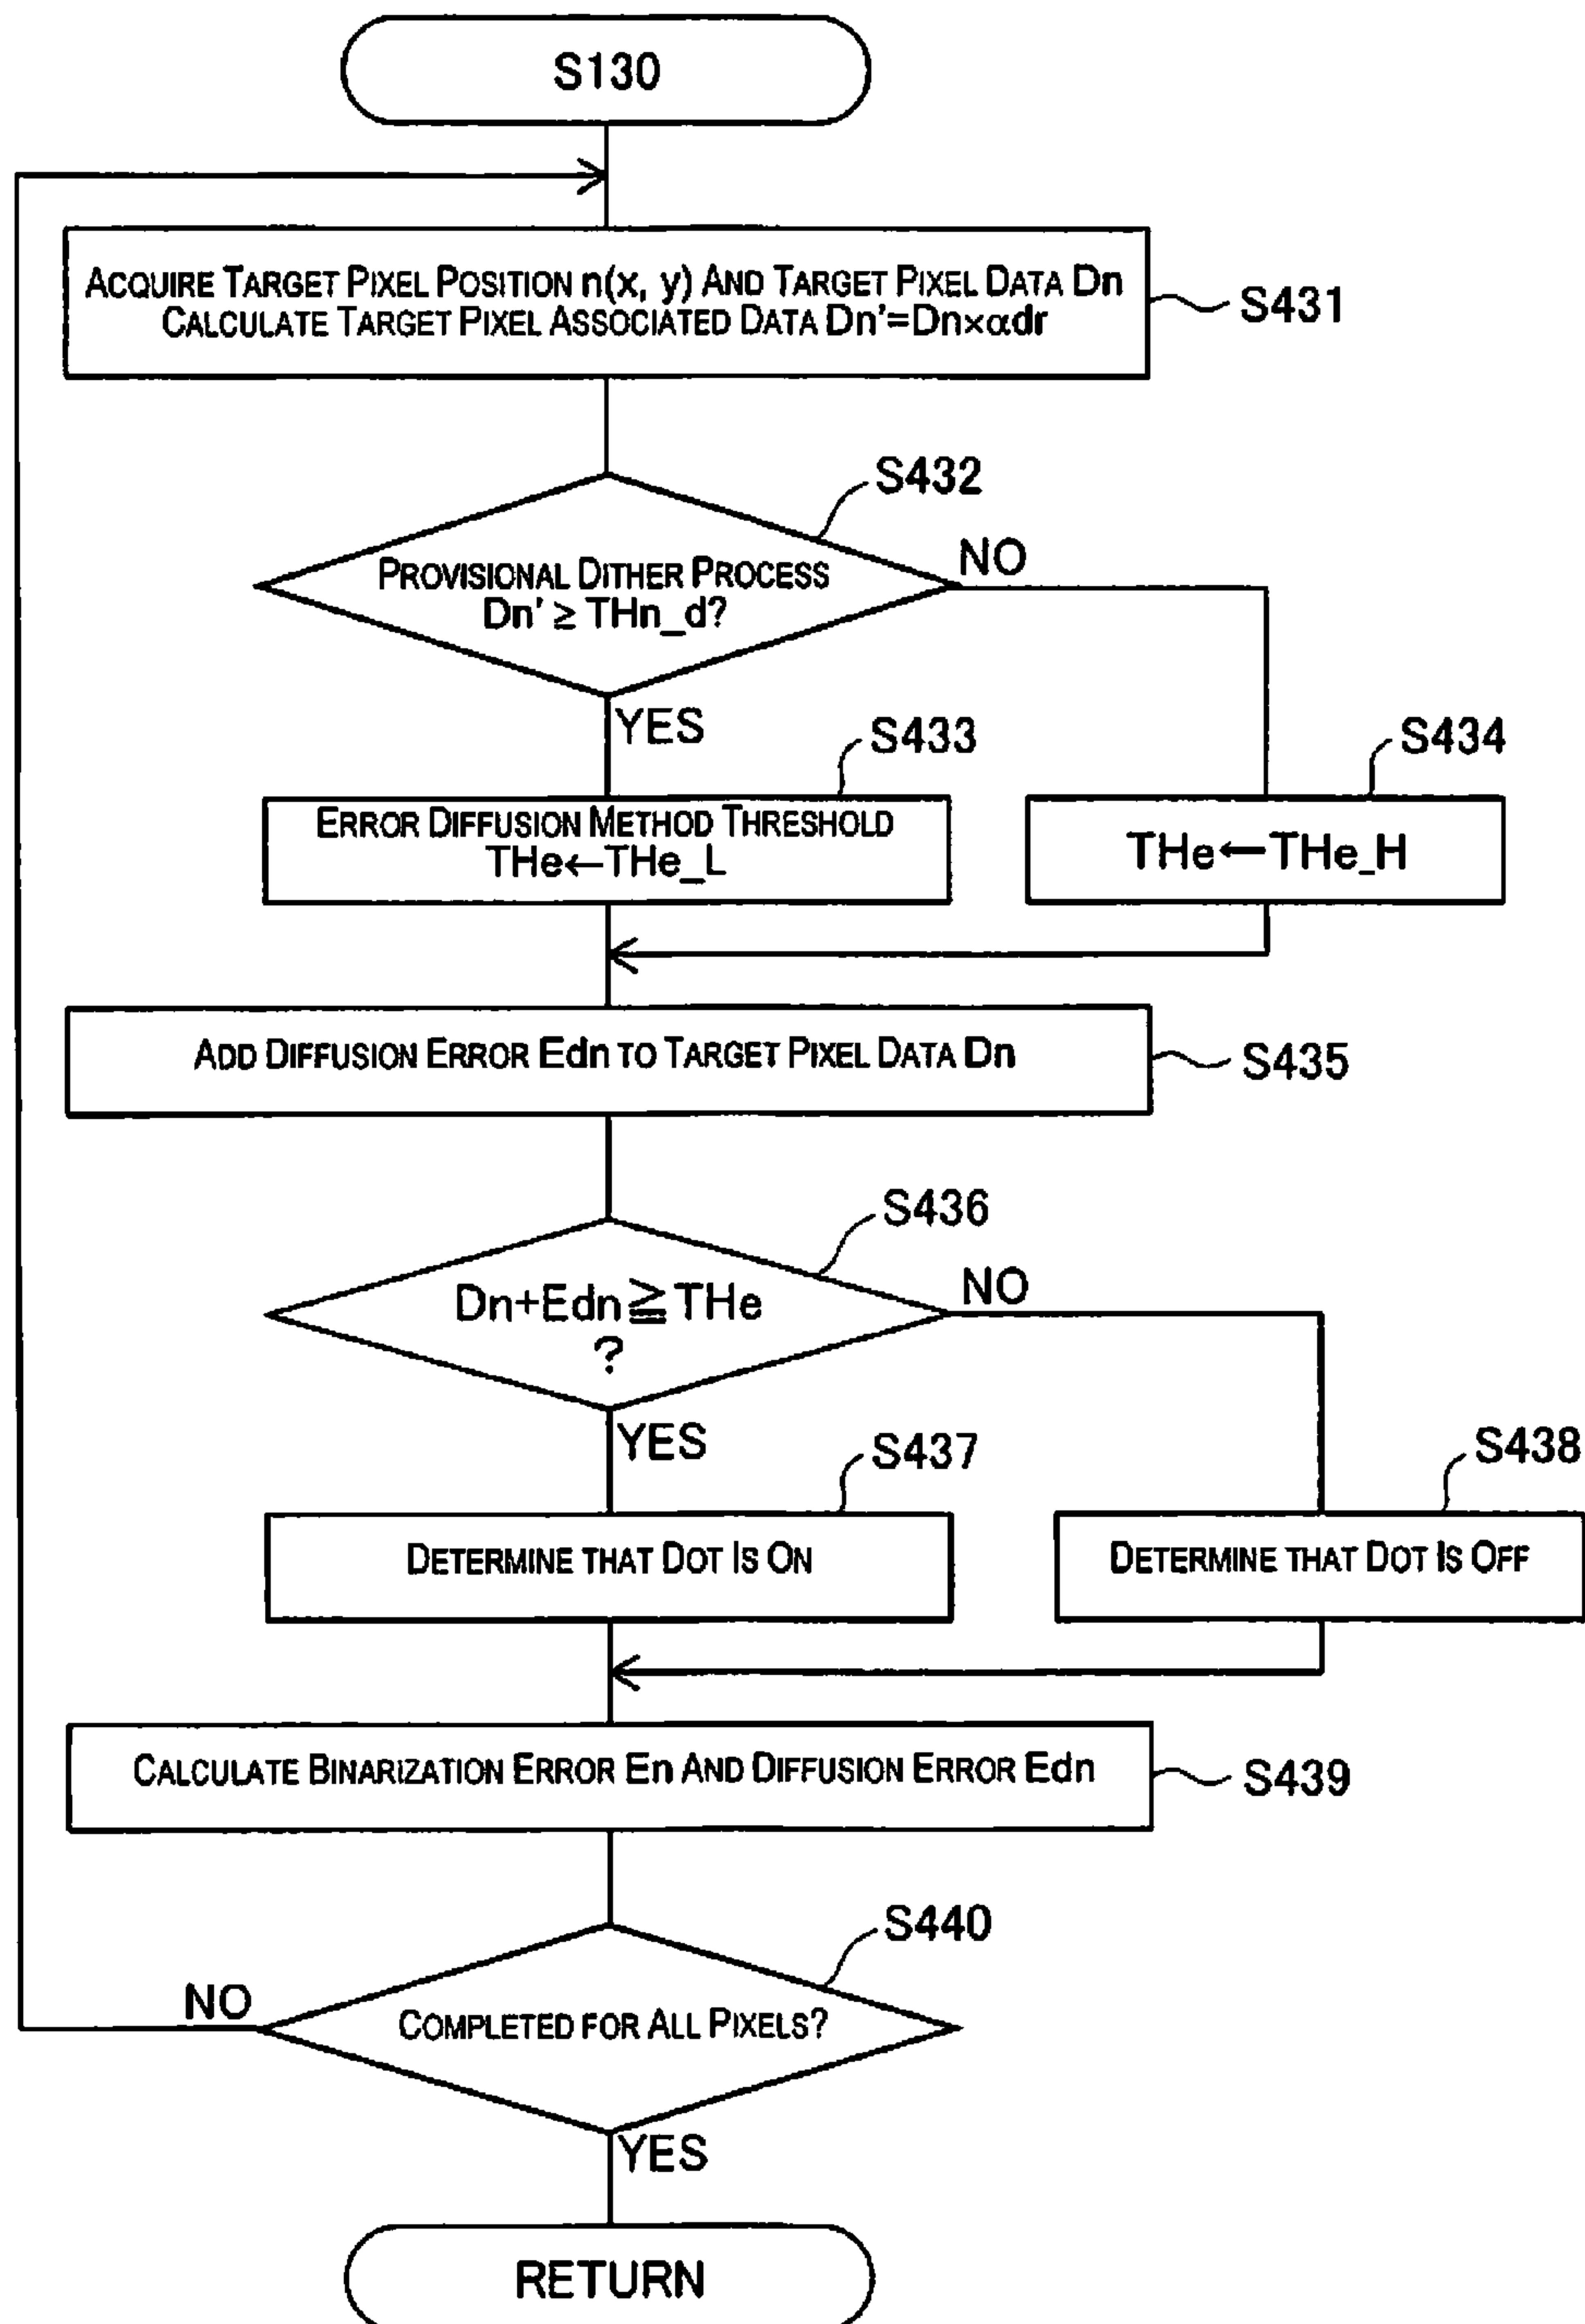 S130
ACQUIRE TARGET PIXEL POSITION n(x, y) AND TARGET PIXEL DATA Dn
CALCULATE TARGET PIXEL ASSOCIATED DATA Dn'=Dn×αdr
S431
S432
PROVISIONAL DITHER PROCESS
Dn' ≥ THn_d?
NO
YES
S433
S434
ERROR DIFFUSION METHOD THRESHOLD
THe←THe_L
THe←THe_H
ADD DIFFUSION ERROR Edn TO TARGET PIXEL DATA Dn
S435
S436
Dn+Edn≧THe
?
NO
YES
S437
S438
DETERMINE THAT DOT IS ON
DETERMINE THAT DOT IS OFF
CALCULATE BINARIZATION ERROR En AND DIFFUSION ERROR Edn
S439
S440
NO
COMPLETED FOR ALL PIXELS?
YES
RETURN